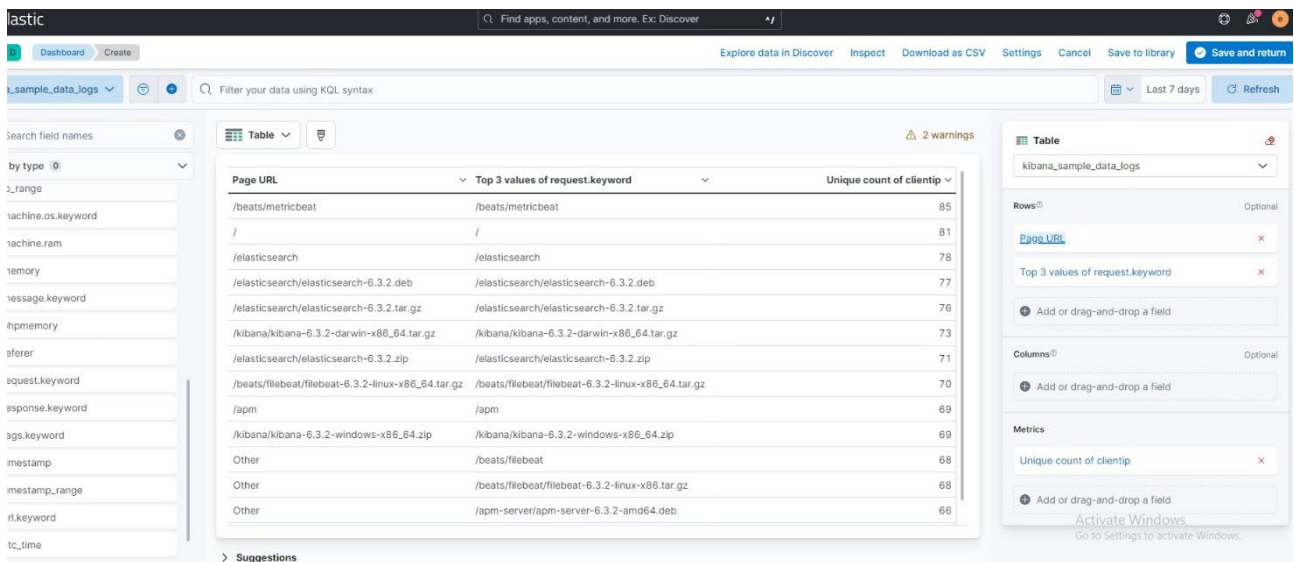 lastic
Find apps, content, and more. Ex: Discover
^/
e
D
Dashboard
Create
Explore data in Discover
Inspect
Download as CSV
Settings
Cancel
Save to library
Save and return
a_sample_data_logs
Filter your data using KQL syntax
Last 7 days
Refresh
Search field names
by type 0
p_range
machine.os.keyword
machine.ram
memory
message.keyword
phpmemory
eferer
equest.keyword
esponse.keyword
ags.keyword
mestamp
mestamp_range
rl.keyword
tc_time
Table
2 warnings
Page URL Top 3 values of request.keyword Unique count of clientip
/beats/metricbeat /beats/metricbeat 85
/ / 81
/elasticsearch /elasticsearch 78
/elasticsearch/elasticsearch-6.3.2.deb /elasticsearch/elasticsearch-6.3.2.deb 77
/elasticsearch/elasticsearch-6.3.2.tar.gz /elasticsearch/elasticsearch-6.3.2.tar.gz 76
/kibana/kibana-6.3.2-darwin-x86_64.tar.gz /kibana/kibana-6.3.2-darwin-x86_64.tar.gz 73
/elasticsearch/elasticsearch-6.3.2.zip /elasticsearch/elasticsearch-6.3.2.zip 71
/beats/filebeat/filebeat-6.3.2-linux-x86_64.tar.gz /beats/filebeat/filebeat-6.3.2-linux-x86_64.tar.gz 70
/apm /apm 69
/kibana/kibana-6.3.2-windows-x86_64.zip /kibana/kibana-6.3.2-windows-x86_64.zip 69
Other /beats/filebeat 68
Other /beats/filebeat/filebeat-6.3.2-linux-x86.tar.gz 68
Other /apm-server/apm-server-6.3.2-amd64.deb 66
Suggestions
Table
kibana_sample_data_logs
Rows Optional
Page URL
Top 3 values of request.keyword
Add or drag-and-drop a field
Columns Optional
Add or drag-and-drop a field
Metrics
Unique count of clientip
Add or drag-and-drop a field
Activate Windows
Go to Settings to activate Windows.